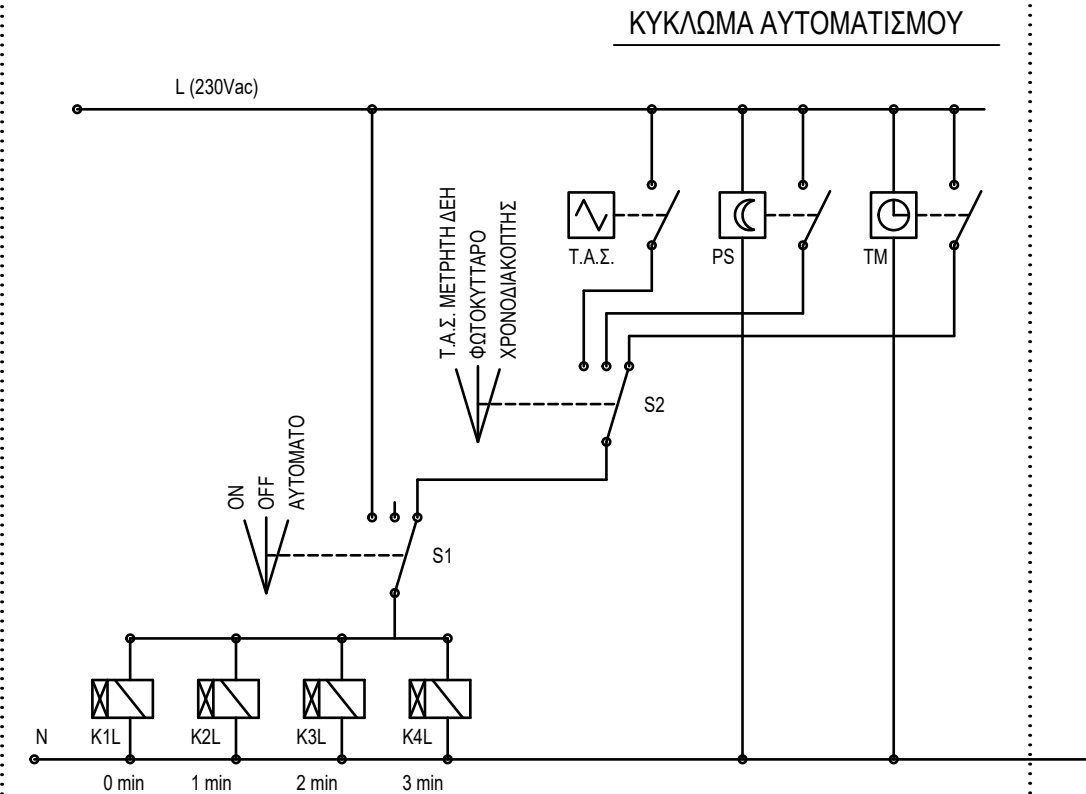 ΚΥΚΛΩΜΑ ΑΥΤΟΜΑΤΙΣΜΟΥ
L (230Vac)
Τ.Α.Σ. ΜΕΤΡΗΤΗ ΔΕΗ
ΦΩΤΟΚΥΤΤΑΡΟ
ΧΡΟΝΟΔΙΑΚΟΠΤΗΣ
Τ.Α.Σ.
PS
TM
S2
ON
OFF
ΑΥΤΟΜΑΤΟ
S1
N
K1L
K2L
K3L
K4L
0 min
1 min
2 min
3 min